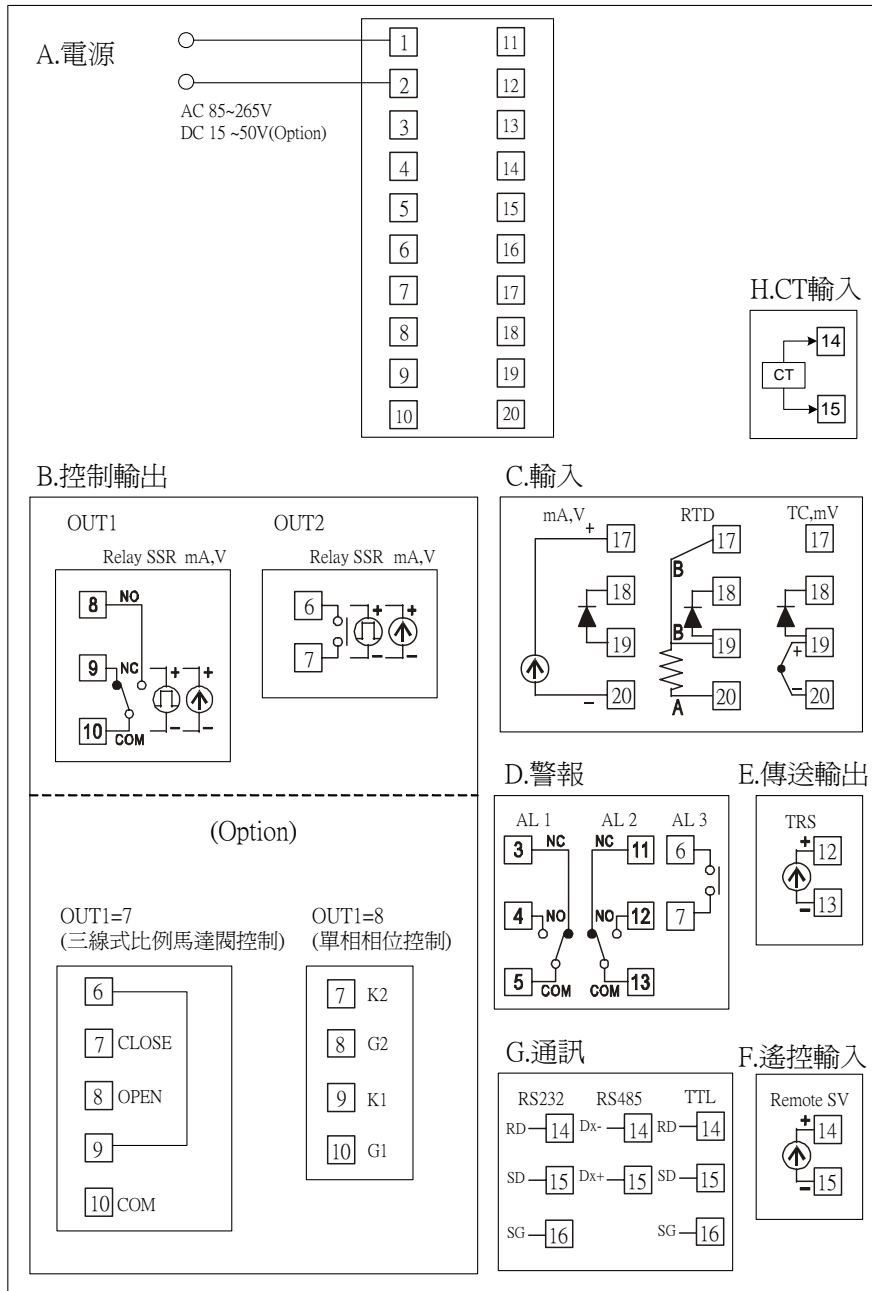 A.電源
AC 85~265V
DC 15 ~50V(Option)
1 11
2 12
3 13
4 14
5 15
6 16
7 17
8 18
9 19
10 20
H.CT輸入
CT
14
15
B.控制輸出
OUT1
Relay SSR mA,V
8 NO
9 NC
+ +
- -
10 COM
OUT2
Relay SSR mA,V
6
+ +
7
- -
(Option)
OUT1=7
(三線式比例馬達閥控制)
6
7 CLOSE
8 OPEN
9
10 COM
OUT1=8
(單相相位控制)
7 K2
8 G2
9 K1
10 G1
C.輸入
mA,V
+ 17
18
19
- 20
RTD
17
B
18
B 19
A 20
TC,mV
17
18
+ 19
- 20
D.警報
AL 1
3 NC
4 NO
5 COM
AL 2
NC 11
NO 12
COM 13
AL 3
6
7
E.傳送輸出
TRS
+ 12
- 13
G.通訊
RS232
RD 14
SD 15
SG 16
RS485
Dx- 14
Dx+ 15
TTL
RD 14
SD 15
SG 16
F.遙控輸入
Remote SV
+ 14
- 15